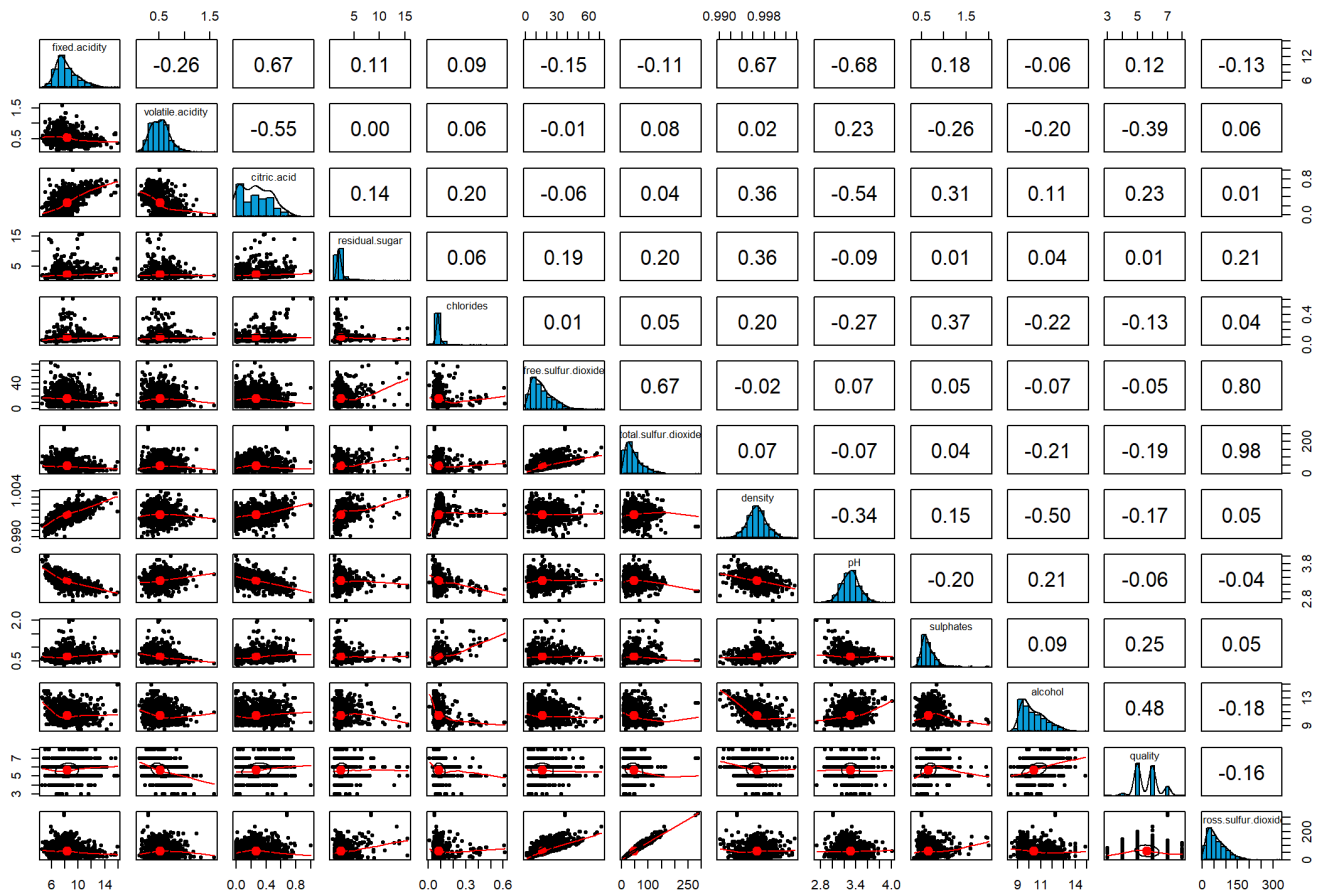 0.5 1.5 5 10 15 0 30 60 0.990 0.998 0.5 1.5 3 5 7
fixed.acidity -0.26 0.67 0.11 0.09 -0.15 -0.11 0.67 -0.68 0.18 -0.06 0.12 -0.13 6 12
0.5 1.5 volatile.acidity -0.55 0.00 0.06 -0.01 0.08 0.02 0.23 -0.26 -0.20 -0.39 0.06
citric.acid 0.14 0.20 -0.06 0.04 0.36 -0.54 0.31 0.11 0.23 0.01 0.0 0.8
5 15 residual.sugar 0.06 0.19 0.20 0.36 -0.09 0.01 0.04 0.01 0.21
chlorides 0.01 0.05 0.20 -0.27 0.37 -0.22 -0.13 0.04 0.0 0.4
0 40 free.sulfur.dioxide 0.67 -0.02 0.07 0.05 -0.07 -0.05 0.80
total.sulfur.dioxide 0.07 -0.07 0.04 -0.21 -0.19 0.98 0 200
0.990 1.004 density -0.34 0.15 -0.50 -0.17 0.05
pH -0.20 0.21 -0.06 -0.04 2.8 3.8
0.5 2.0 sulphates 0.09 0.25 0.05
alcohol 0.48 -0.18 9 13
3 5 7 quality -0.16
ross.sulfur.dioxide 0 200
6 10 14 0.0 0.4 0.8 0.0 0.3 0.6 0 100 250 2.8 3.4 4.0 9 11 14 0 100 300